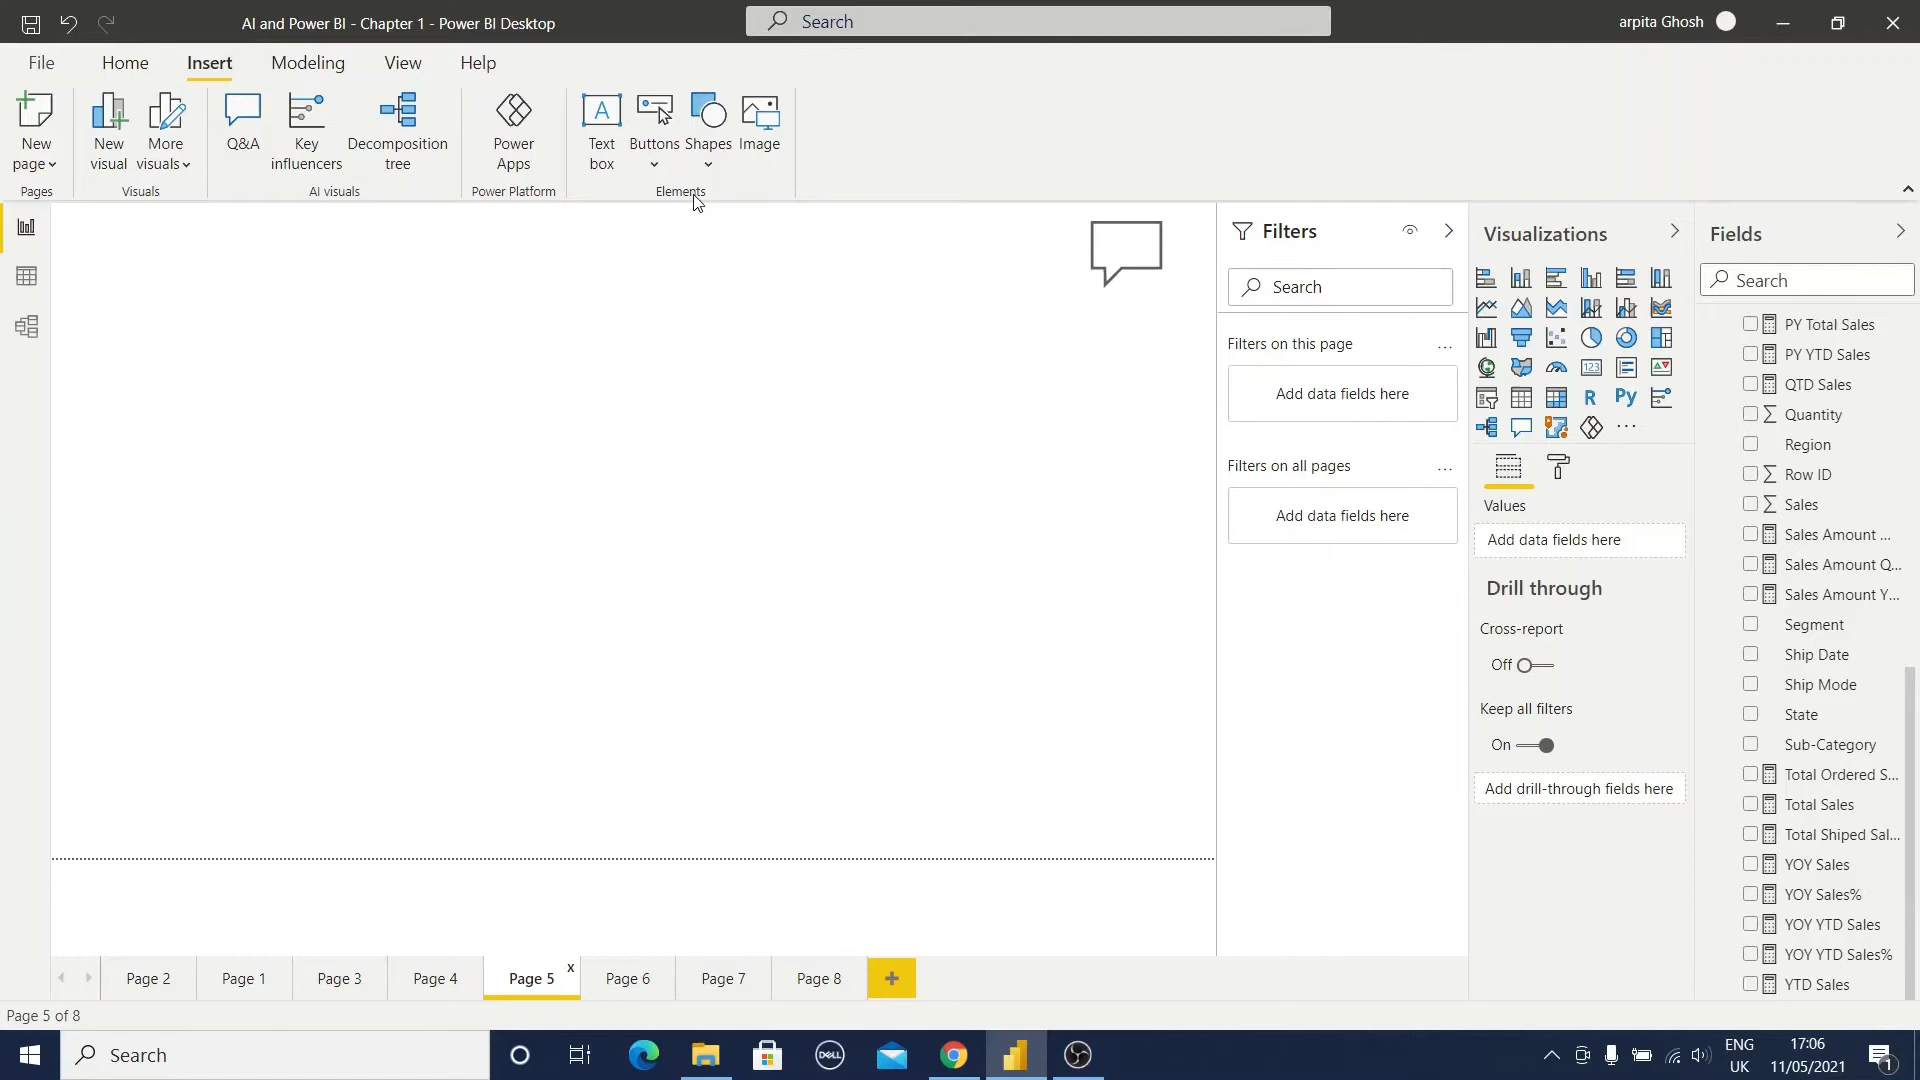 AI and Power BI - Chapter 1 - Power BI Desktop
Search
arpita Ghosh
File
Home
Insert
Modeling
View
Help
New
page
New
visual
More
visuals
Q&A
Key
influencers
Decomposition
tree
Power
Apps
Text
box
Buttons
Shapes
Image
Pages
Visuals
AI visuals
Power Platform
Elements
Filters
Search
Filters on this page
...
Add data fields here
Filters on all pages
...
Add data fields here
Visualizations
123
R
Py
...
Values
Add data fields here
Drill through
Cross-report
Off
Keep all filters
On
Add drill-through fields here
Fields
Search
PY Total Sales
PY YTD Sales
QTD Sales
Quantity
Region
Row ID
Sales
Sales Amount ...
Sales Amount Q...
Sales Amount Y...
Segment
Ship Date
Ship Mode
State
Sub-Category
Total Ordered S...
Total Sales
Total Shiped Sal...
YOY Sales
YOY Sales%
YOY YTD Sales
YOY YTD Sales%
YTD Sales
Page 2
Page 1
Page 3
Page 4
Page 5
x
Page 6
Page 7
Page 8
+
Page 5 of 8
Search
DELL
ENG
UK
17:06
11/05/2021
1